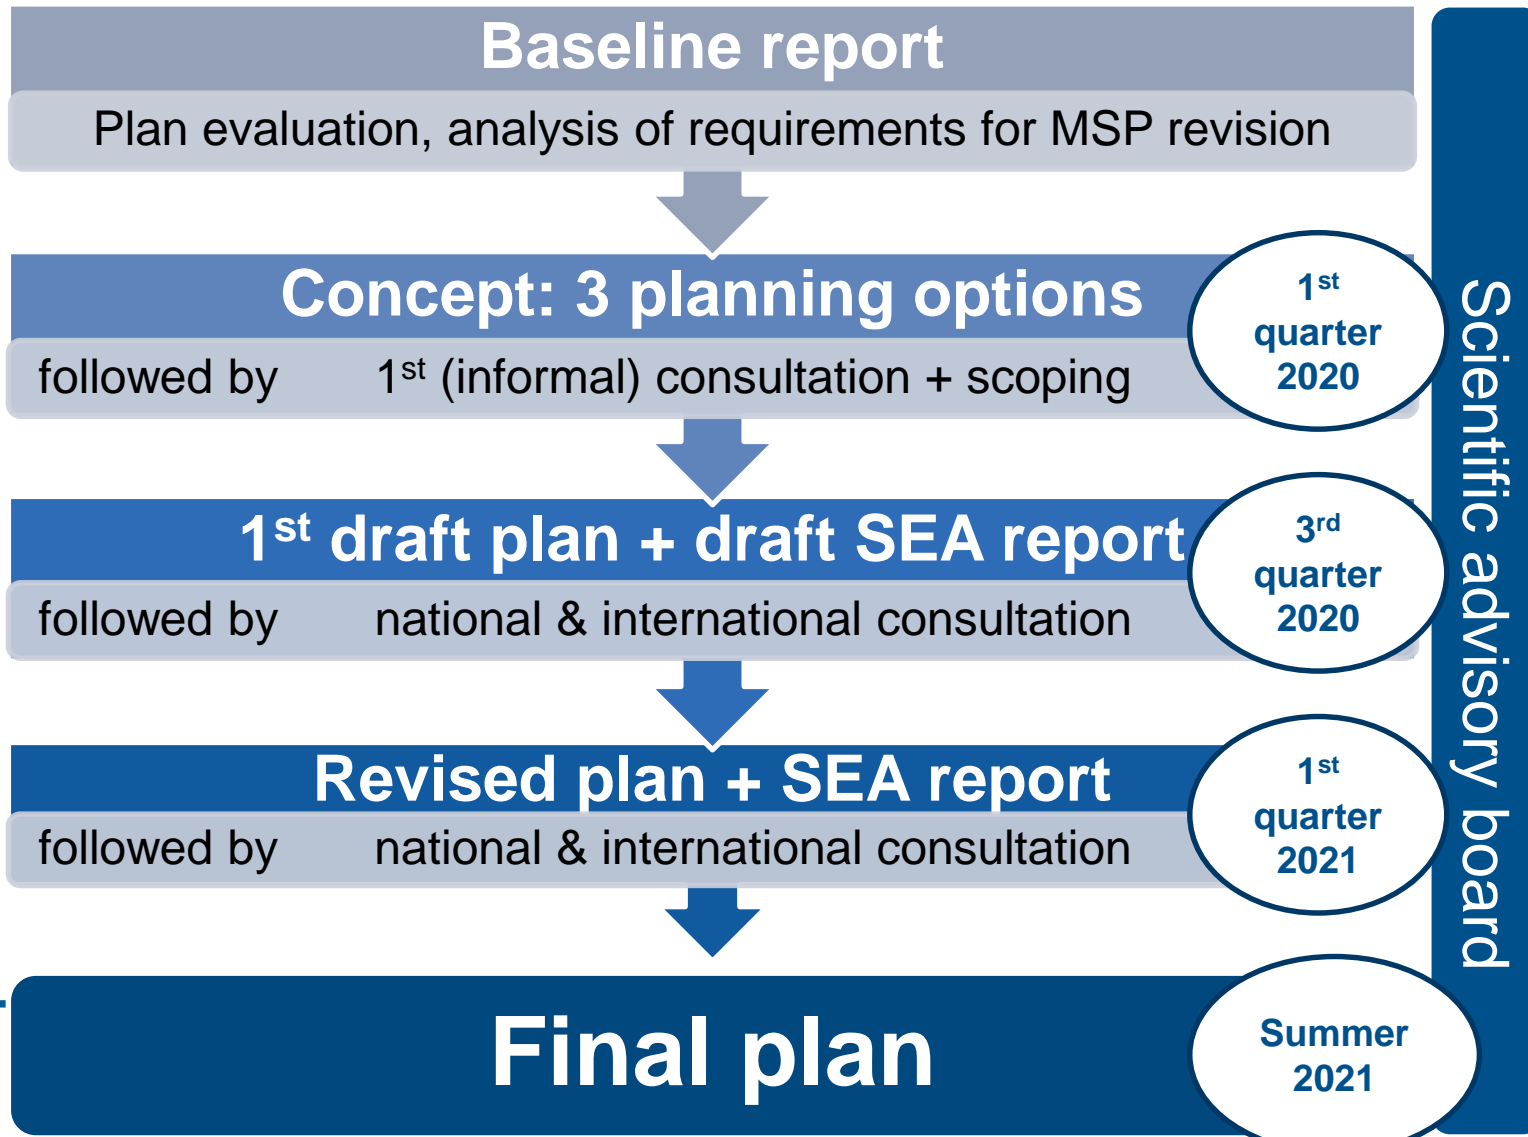 Baseline report
Plan evaluation, analysis of requirements for MSP revision
Concept: 3 planning options
followed by 1st (informal) consultation + scoping
1st
quarter
2020
1st draft plan + draft SEA report
followed by national & international consultation
3rd
quarter
2020
Revised plan + SEA report
followed by national & international consultation
1st
quarter
2021
Final plan
Summer
2021
Scientific advisory board